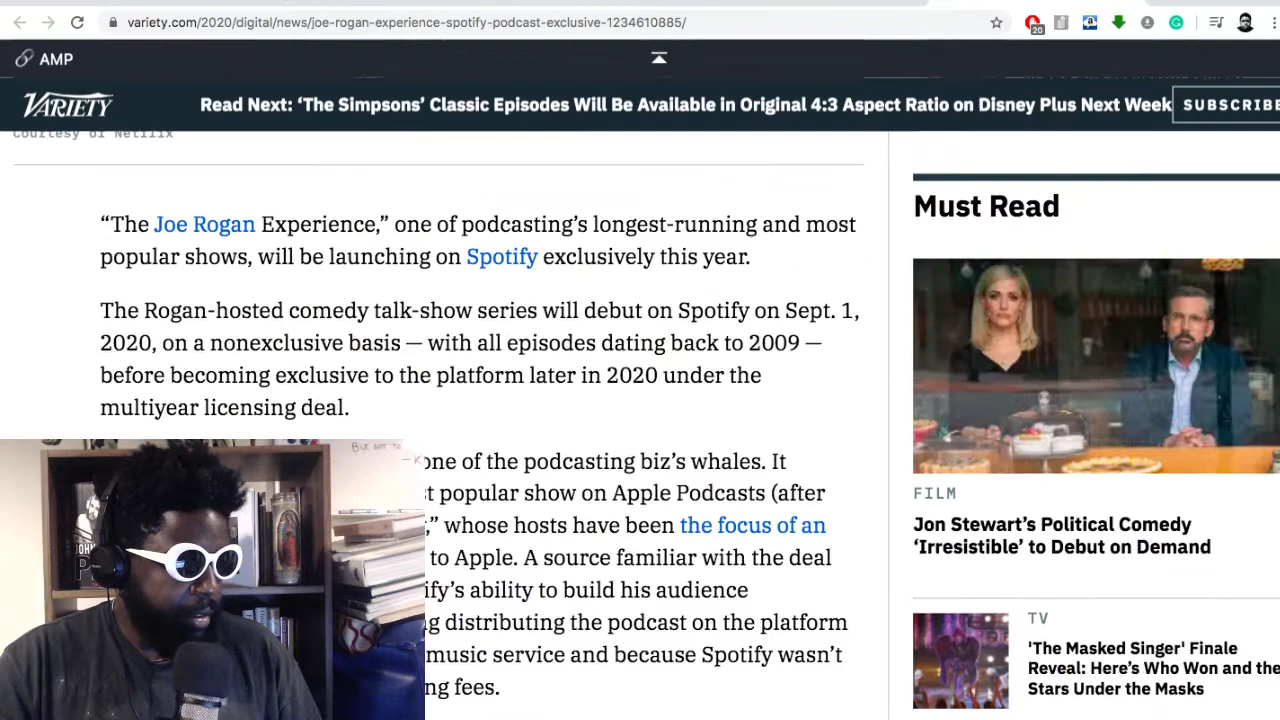 variety.com/2020/digital/news/joe-rogan-experience-spotify-podcast-exclusive-1234610885/
20
AMP
VARIETY
Read Next: ‘The Simpsons’ Classic Episodes Will Be Available in Original 4:3 Aspect Ratio on Disney Plus Next Week
SUBSCRIBE
Courtesy of Netflix
“The Joe Rogan Experience,” one of podcasting’s longest-running and most
popular shows, will be launching on Spotify exclusively this year.
The Rogan-hosted comedy talk-show series will debut on Spotify on Sept. 1,
2020, on a nonexclusive basis — with all episodes dating back to 2009 —
before becoming exclusive to the platform later in 2020 under the
multiyear licensing deal.
BUT NOT TO
one of the podcasting biz’s whales. It
t popular show on Apple Podcasts (after
,” whose hosts have been the focus of an
to Apple. A source familiar with the deal
ify’s ability to build his audience
g distributing the podcast on the platform
music service and because Spotify wasn’t
ng fees.
Must Read
FILM
Jon Stewart’s Political Comedy
‘Irresistible’ to Debut on Demand
TV
'The Masked Singer' Finale
Reveal: Here’s Who Won and the
Stars Under the Masks